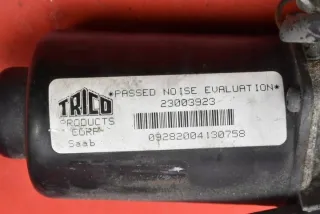 *PASSED NOISE EVALUATION*
23003923
TRICO
PRODUCTS
CORP
Saab
09282004130758